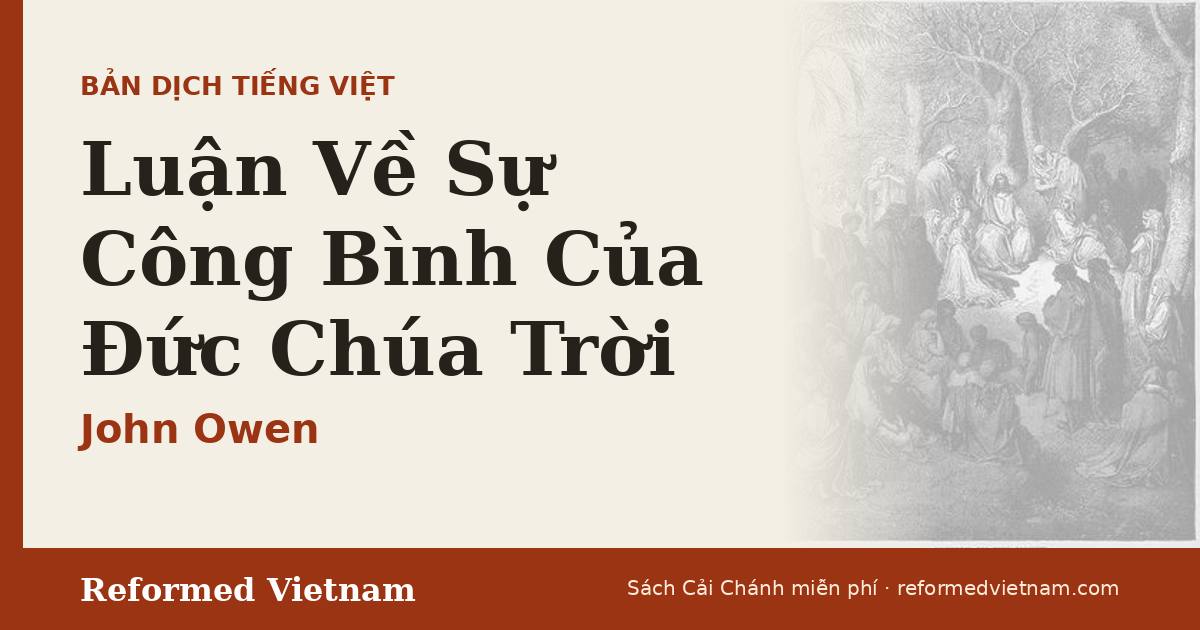 BẢN DỊCH TIẾNG VIỆT
Luận Về Sự
Công Bình Của
Đức Chúa Trời
John Owen
Reformed Vietnam
Sách Cải Chánh miễn phí · reformedvietnam.com